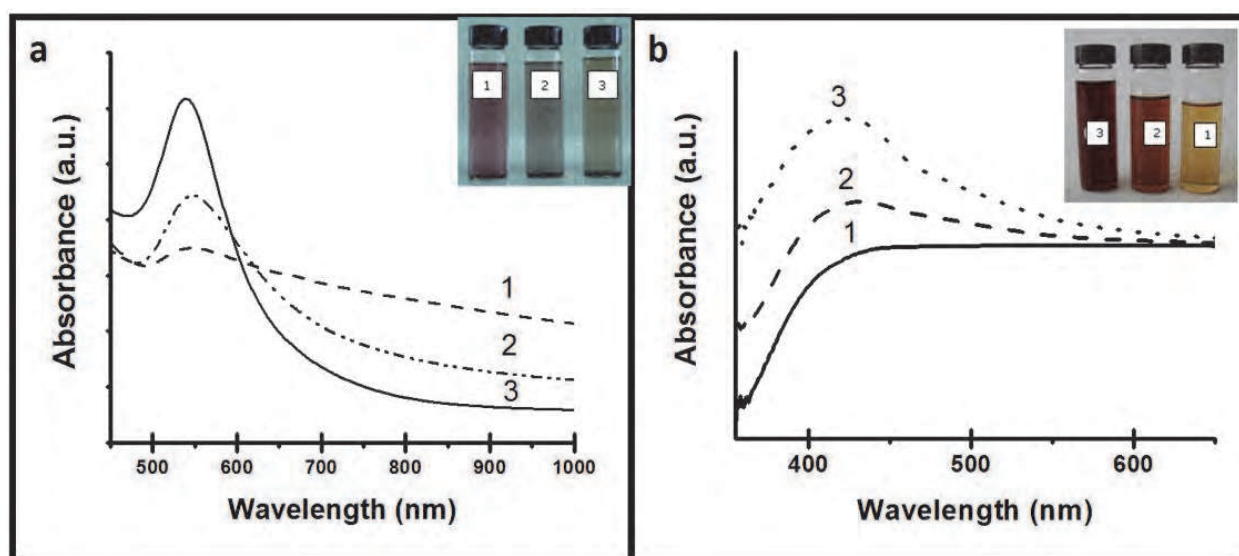 a
1 2 3
Absorbance (a.u.)
1
2
3
500 600 700 800 900 1000
Wavelength (nm)
b
3 2 1
Absorbance (a.u.)
3
2
1
400 500 600
Wavelength (nm)